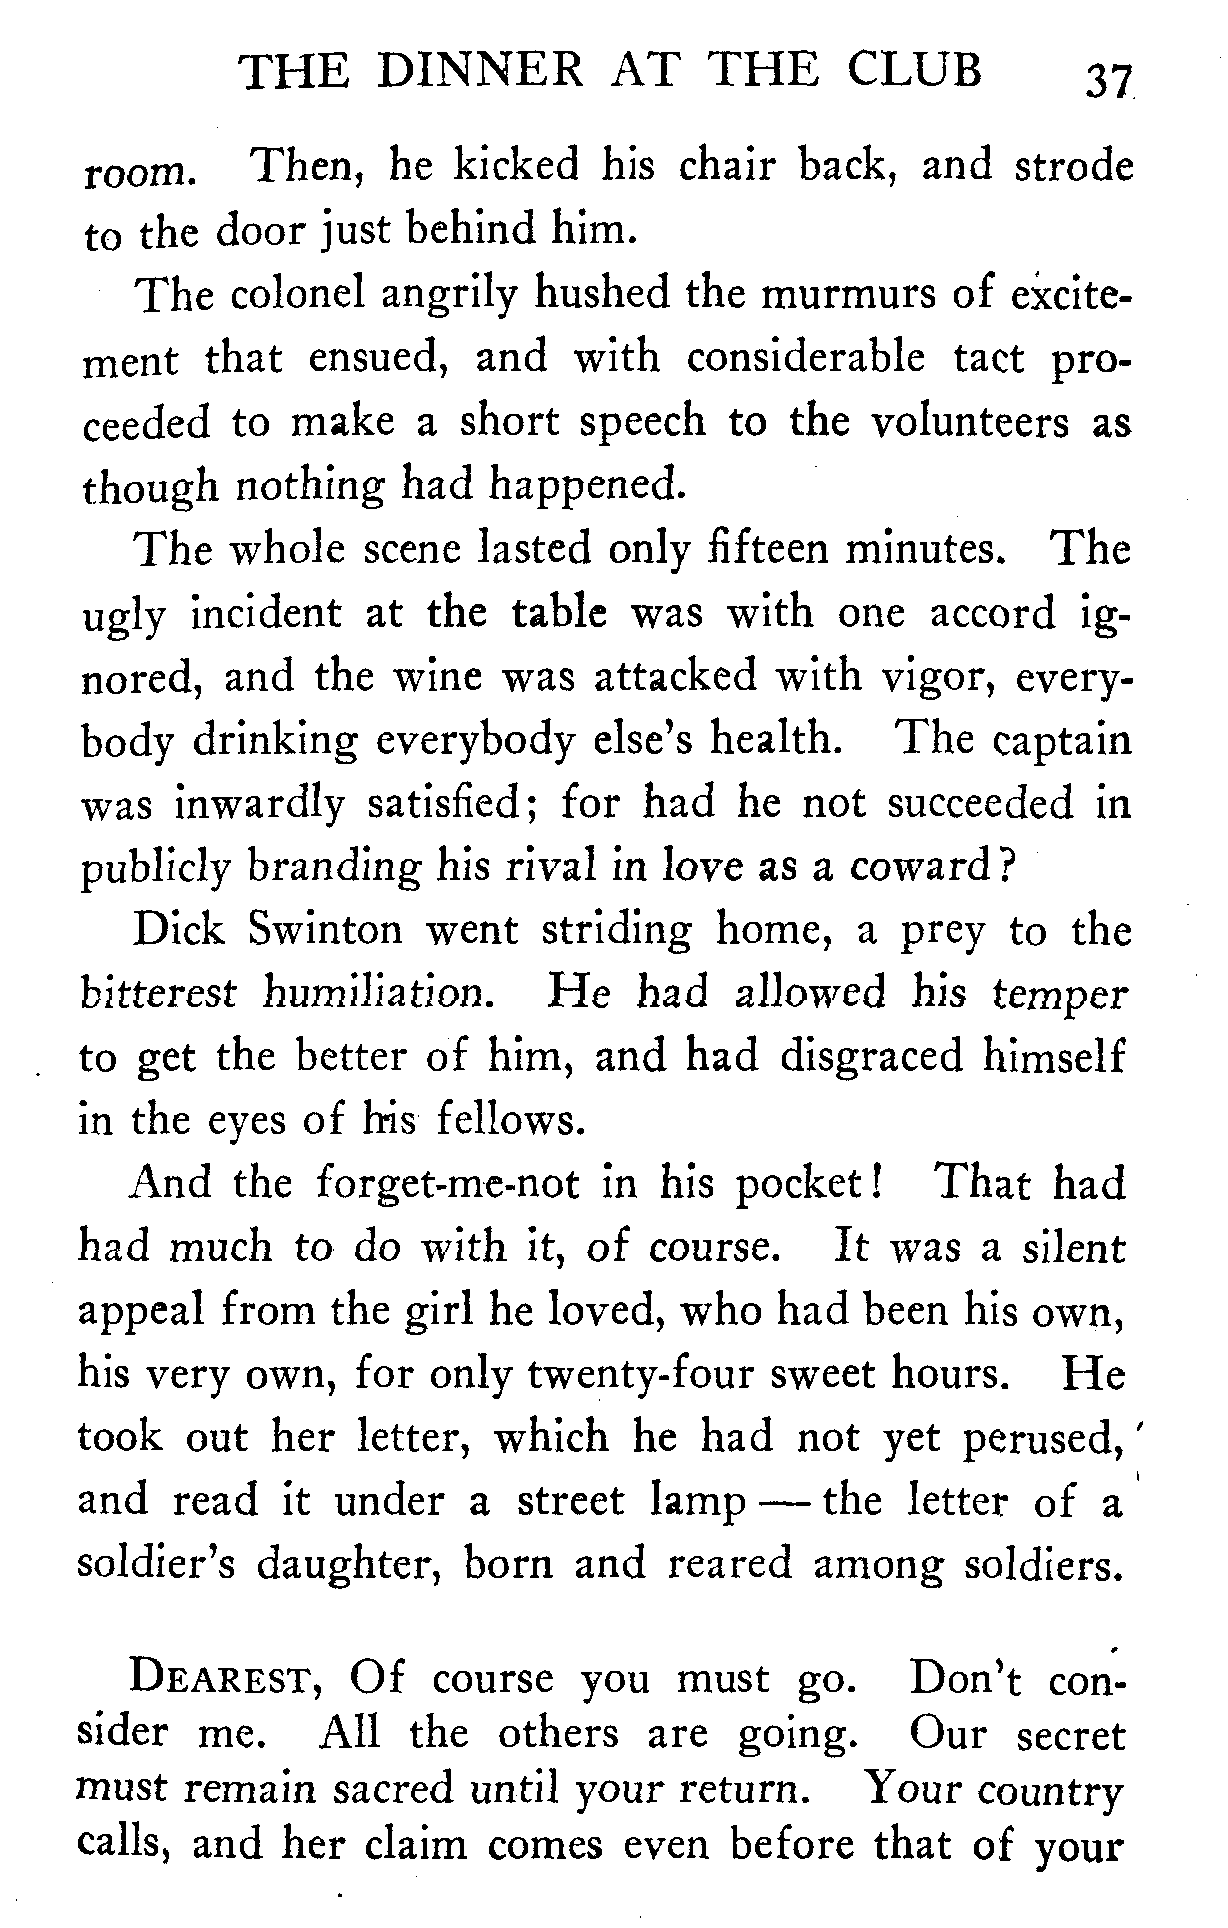 THE DINNER AT THE CLUB 37
room. Then, he kicked his chair back, and strode
to the door just behind him.
The colonel angrily hushed the murmurs of excite-
ment that ensued, and with considerable tact pro-
ceeded to make a short speech to the volunteers as
though nothing had happened.
The whole scene lasted only fifteen minutes. The
ugly incident at the table was with one accord ig-
nored, and the wine was attacked with vigor, every-
body drinking everybody else's health. The captain
was inwardly satisfied; for had he not succeeded in
publicly branding his rival in love as a coward?
Dick Swinton went striding home, a prey to the
bitterest humiliation. He had allowed his temper
to get the better of him, and had disgraced himself
in the eyes of his fellows.
And the forget-me-not in his pocket! That had
had much to do with it, of course. It was a silent
appeal from the girl he loved, who had been his own,
his very own, for only twenty-four sweet hours. He
took out her letter, which he had not yet perused,
and read it under a street lamp — the letter of a
soldier's daughter, born and reared among soldiers.
DEAREST, Of course you must go. Don't con-
sider me. All the others are going. Our secret
must remain sacred until your return. Your country
calls, and her claim comes even before that of your